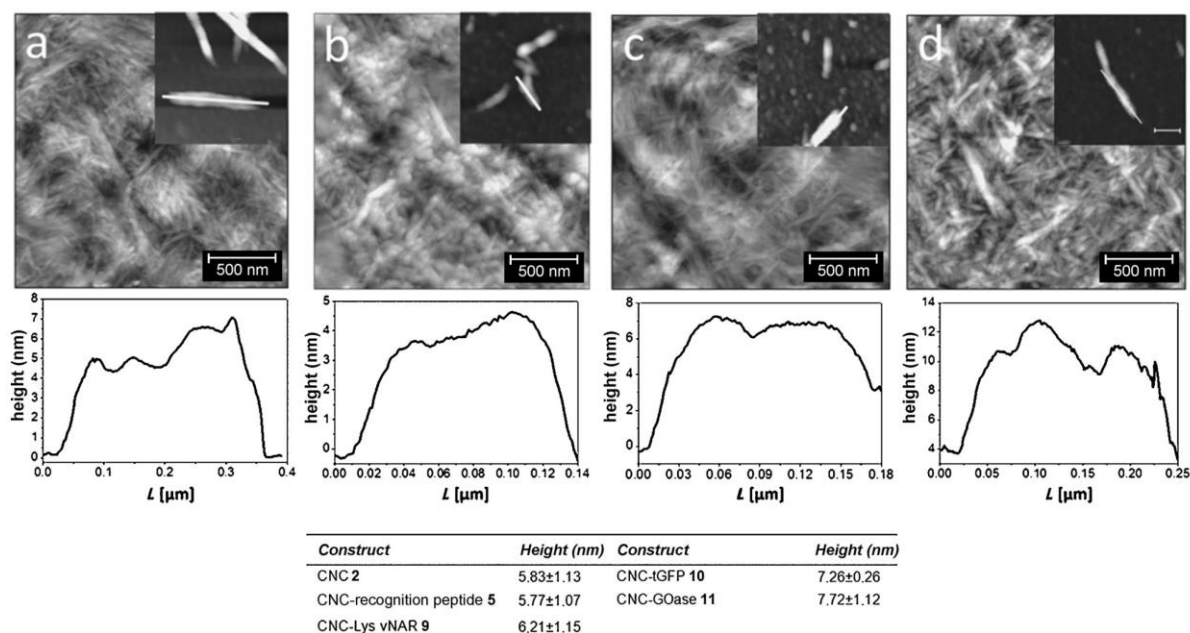 a b c d
500 nm 500 nm 500 nm 500 nm
height (nm)
8
7
6
5
4
3
2
1
0
0.0 0.1 0.2 0.3 0.4
L [µm]
height (nm)
5
4
3
2
1
0
0.00 0.02 0.04 0.06 0.08 0.10 0.12 0.14
L [µm]
height (nm)
8
6
4
2
0
0.00 0.03 0.06 0.09 0.12 0.15 0.18
L [µm]
height (nm)
14
12
10
8
6
4
0.00 0.05 0.10 0.15 0.20 0.25
L [µm]
Construct Height (nm) Construct Height (nm)
CNC 2 5.83±1.13 CNC-tGFP 10 7.26±0.26
CNC-recognition peptide 5 5.77±1.07 CNC-GOase 11 7.72±1.12
CNC-Lys vNAR 9 6.21±1.15